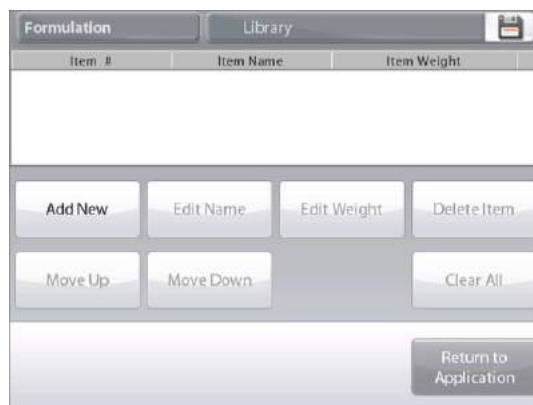 Formulation
Library
Item #
Item Name
Item Weight
Add New
Edit Name
Edit Weight
Delete Item
Move Up
Move Down
Clear All
Return to
Application